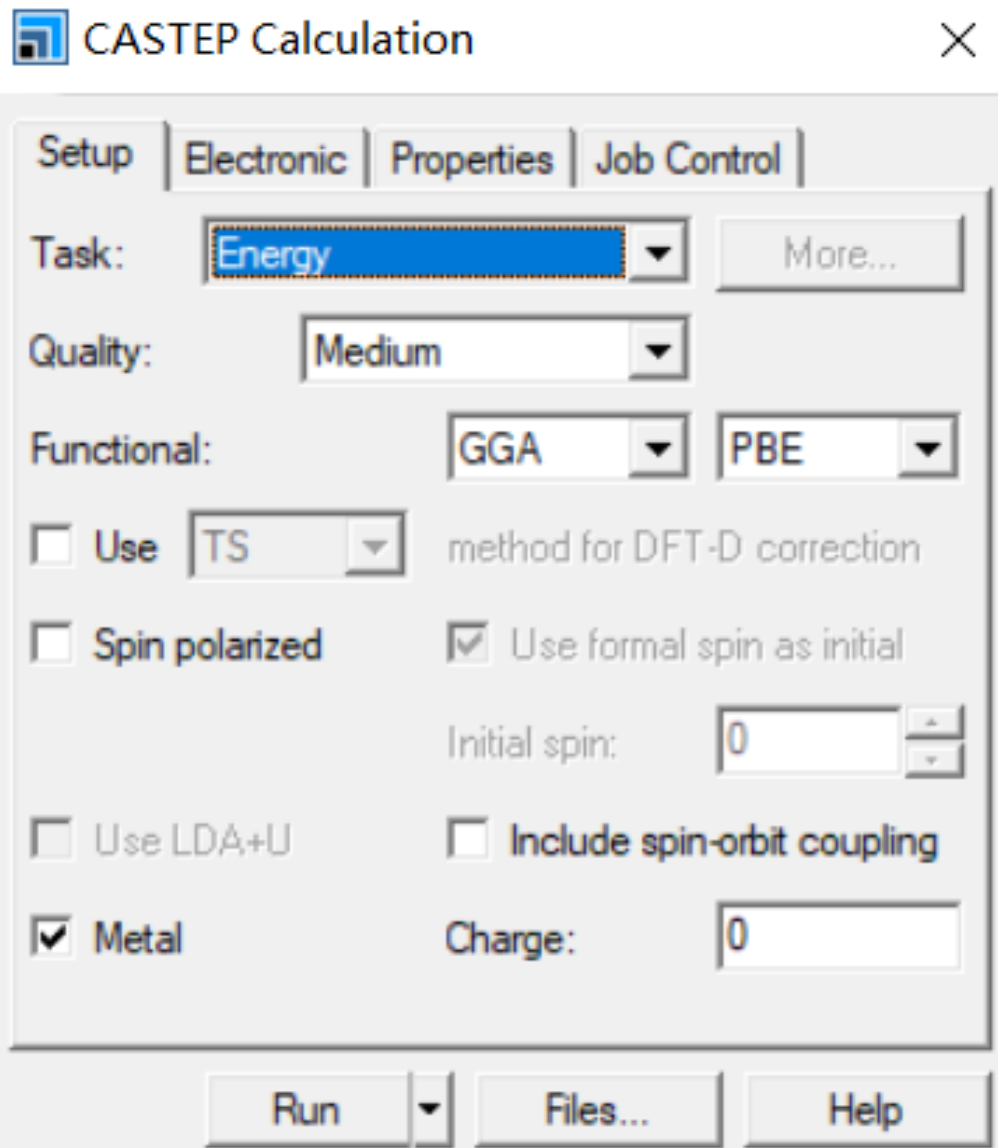 CASTEP Calculation
Setup Electronic Properties Job Control
Task: Energy More...
Quality: Medium
Functional: GGA PBE
Use TS method for DFT-D correction
Spin polarized Use formal spin as initial
Initial spin: 0
Use LDA+U Include spin-orbit coupling
Metal Charge: 0
Run Files... Help